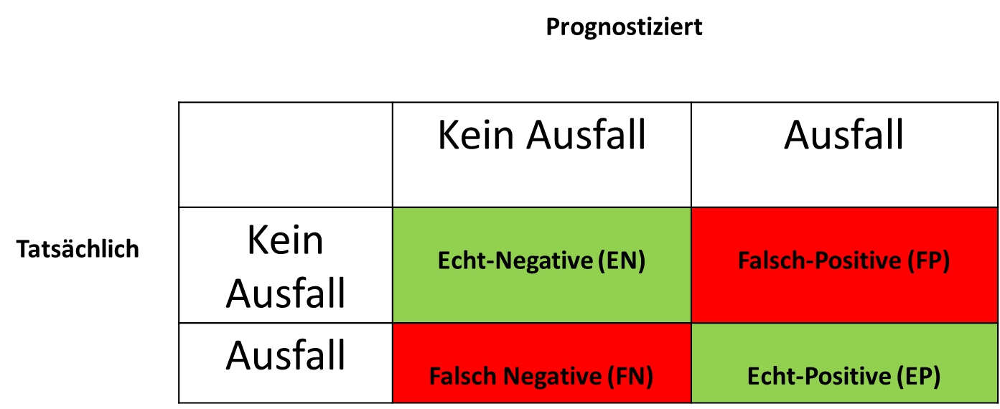 Prognostiziert
Kein Ausfall
Ausfall
Tatsächlich
Kein
Ausfall
Echt-Negative (EN)
Falsch-Positive (FP)
Ausfall
Falsch Negative (FN)
Echt-Positive (EP)